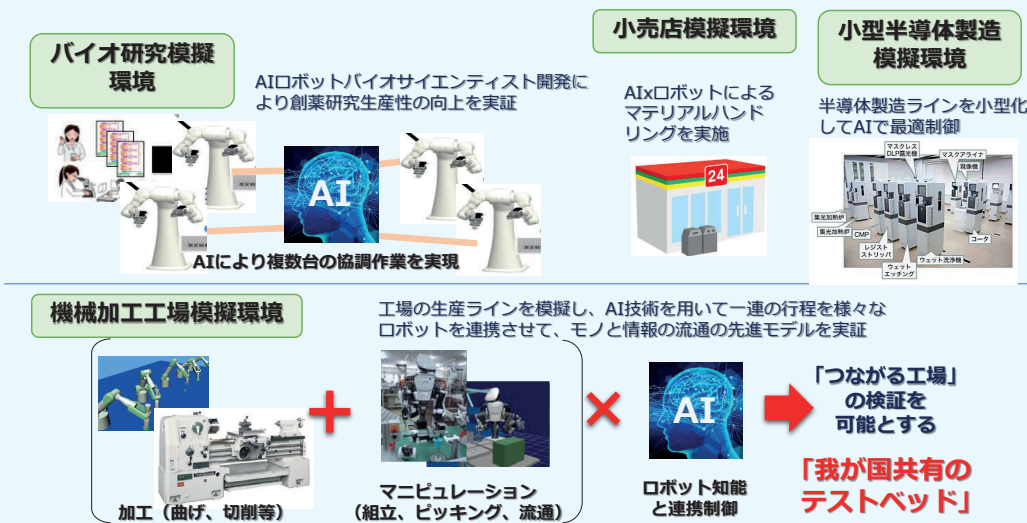 バイオ研究模擬
環境
AIロボットバイオサイエンティスト開発に
より創薬研究生産性の向上を実証
AI
AIにより複数台の協調作業を実現
小売店模擬環境
AIxロボットによる
マテリアルハンド
リングを実施
24
小型半導体製造
模擬環境
半導体製造ラインを小型化
してAIで最適制御
マスクレス
DLP露光機
マスクアライナ
現像機
集光加熱炉
集光加熱炉
CMP
レジスト
ストリッパ
ウェット
エッチング
ウェット洗浄機
コータ
機械加工工場模擬環境
工場の生産ラインを模擬し、AI技術を用いて一連の行程を様々な
ロボットを連携させて、モノと情報の流通の先進モデルを実証
加工（曲げ、切削等）
+
マニピュレーション
（組立、ピッキング、流通）
×
AI
ロボット知能
と連携制御
「つながる工場」
の検証を
可能とする
「我が国共有の
テストベッド」